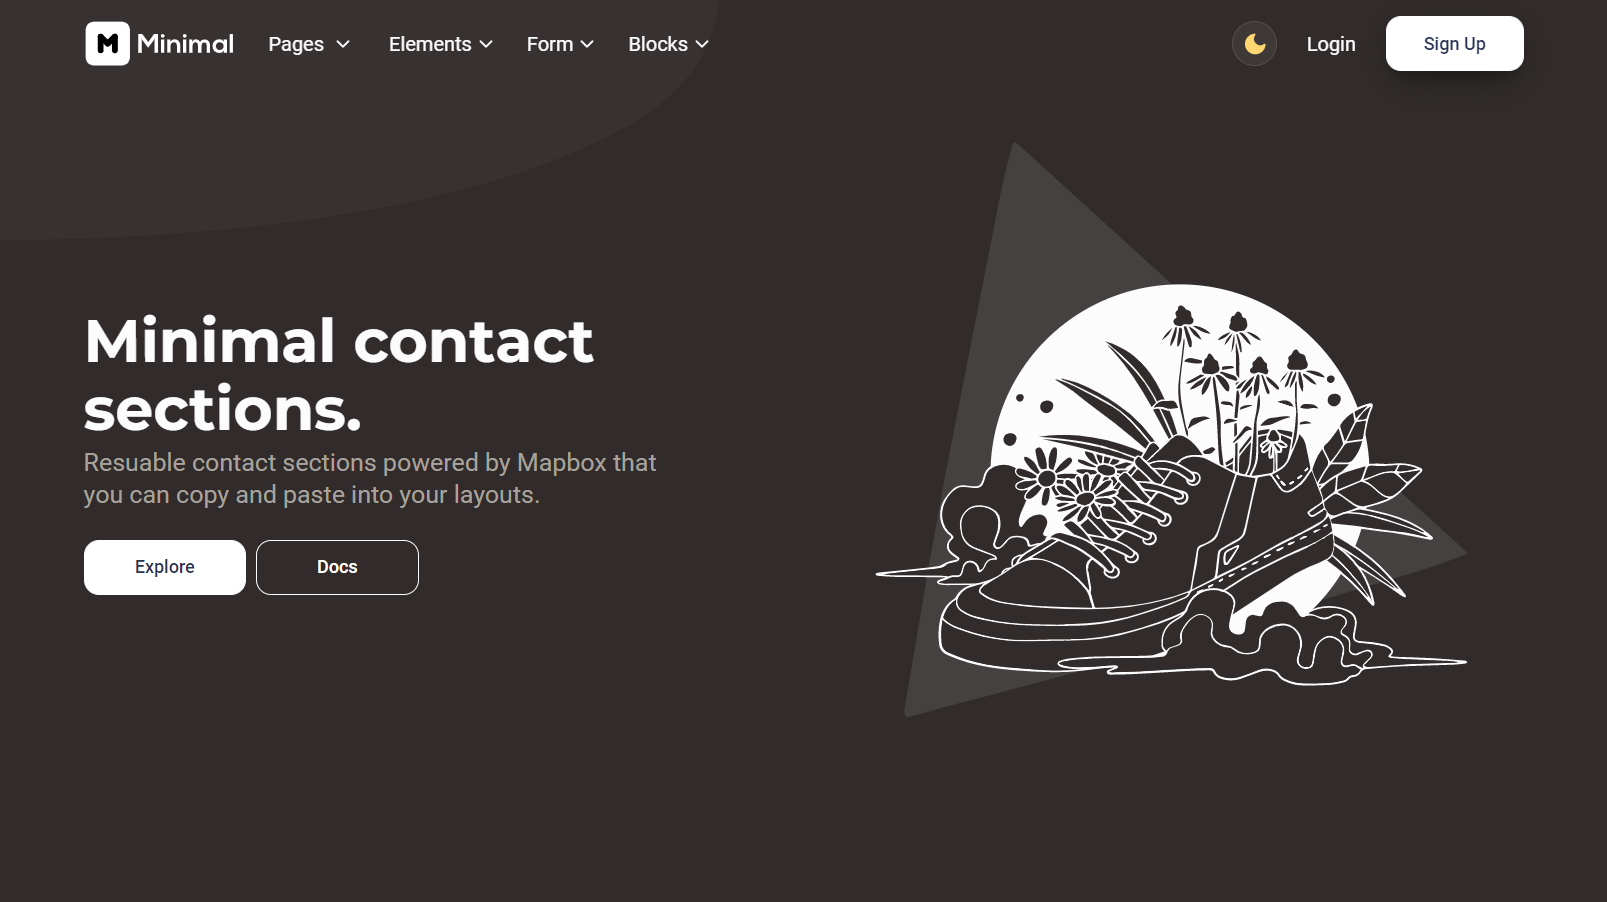 M Minimal Pages Elements Form Blocks Login Sign Up
Minimal contact
sections.
Resuable contact sections powered by Mapbox that
you can copy and paste into your layouts.
Explore Docs